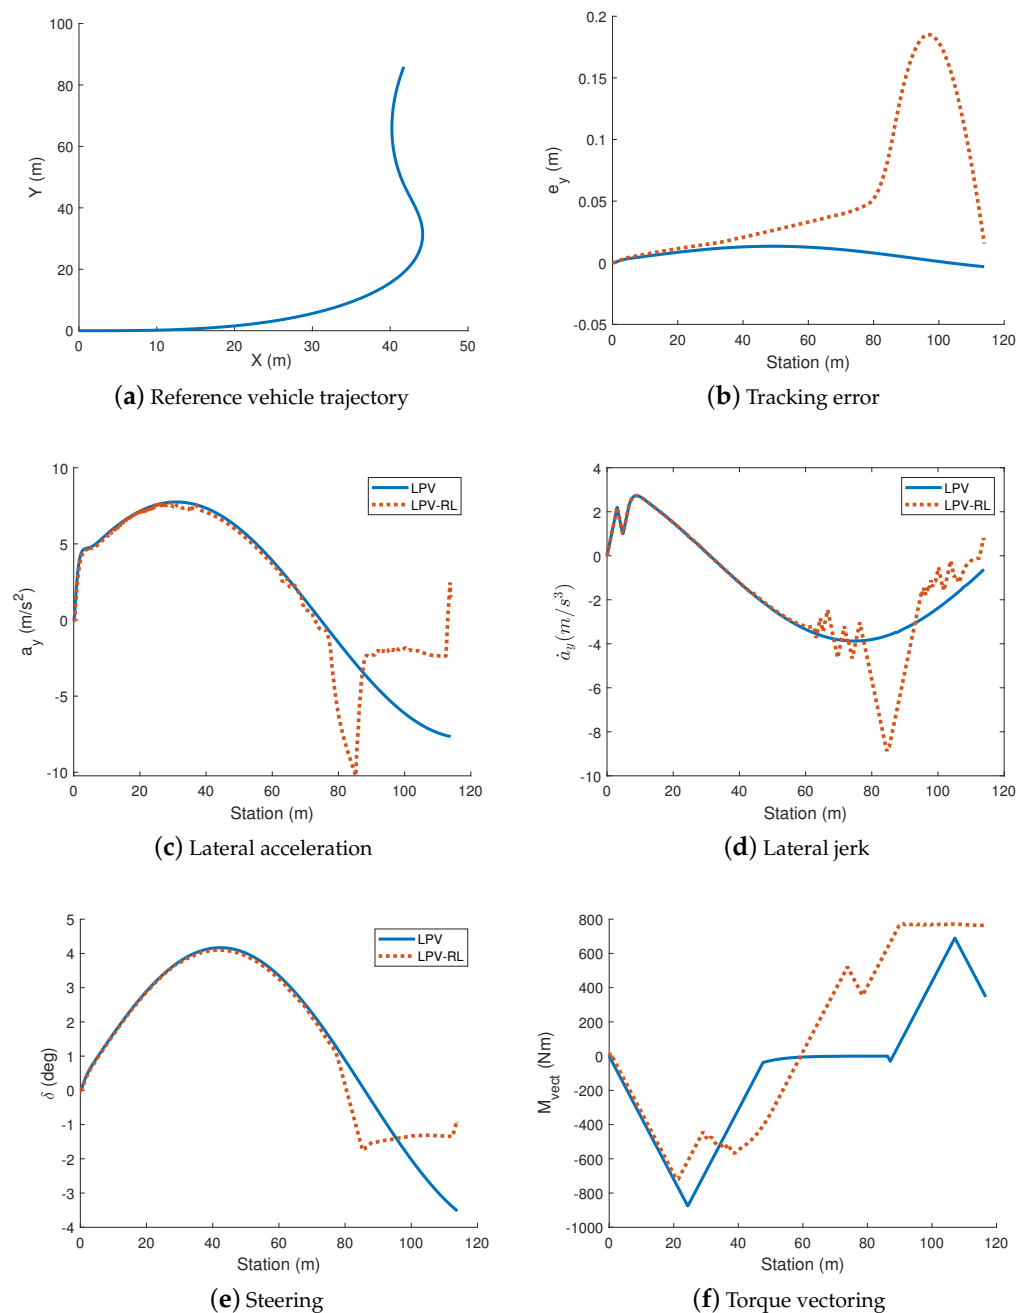 100
80
60
40
20
0
Y (m)
0 10 20 30 40 50
X (m)
(a) Reference vehicle trajectory
0.2
0.15
0.1
0.05
0
-0.05
e_y (m)
0 20 40 60 80 100 120
Station (m)
(b) Tracking error
10
5
0
-5
-10
a_y (m/s²)
LPV
LPV-RL
0 20 40 60 80 100 120
Station (m)
(c) Lateral acceleration
4
2
0
-2
-4
-6
-8
-10
ȧ_y(m/s³)
LPV
LPV-RL
0 20 40 60 80 100 120
Station (m)
(d) Lateral jerk
5
4
3
2
1
0
-1
-2
-3
-4
δ (deg)
LPV
LPV-RL
0 20 40 60 80 100 120
Station (m)
(e) Steering
800
600
400
200
0
-200
-400
-600
-800
-1000
M_vect (Nm)
0 20 40 60 80 100 120
Station (m)
(f) Torque vectoring